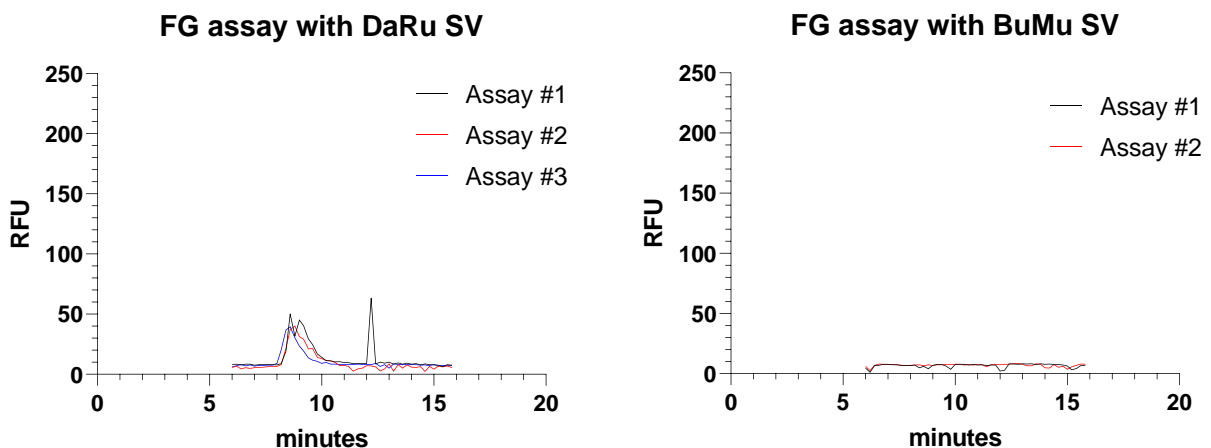 FG assay with DaRu SV
250
200
150
100
50
0
RFU
0 5 10 15 20
minutes
Assay #1
Assay #2
Assay #3
FG assay with BuMu SV
250
200
150
100
50
0
RFU
0 5 10 15 20
minutes
Assay #1
Assay #2